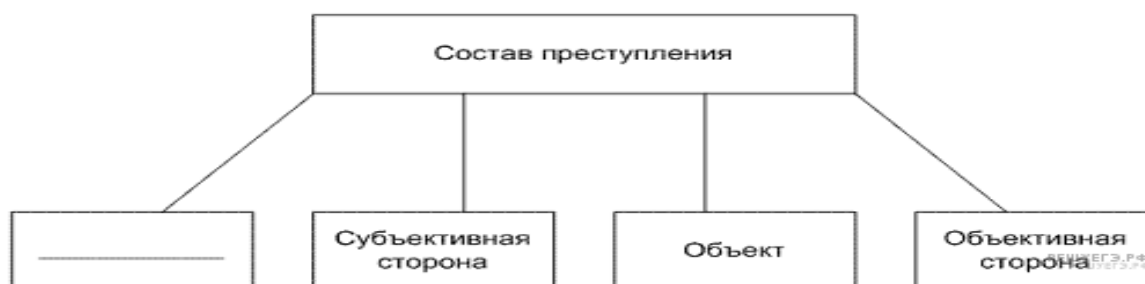 Состав преступления
Субъективная
сторона
Объект
Объективная
сторона